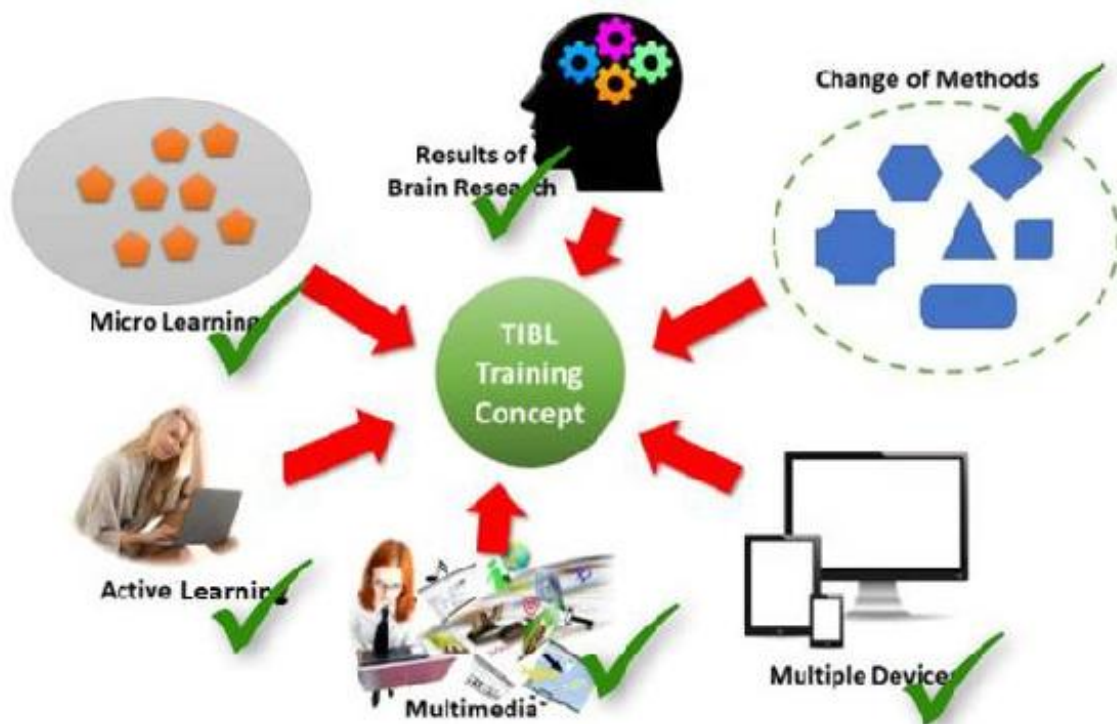 Change of Methods
Results of
Brain Research
Micro Learning
TIBL
Training
Concept
Active Learning
Multimedia
Multiple Devices